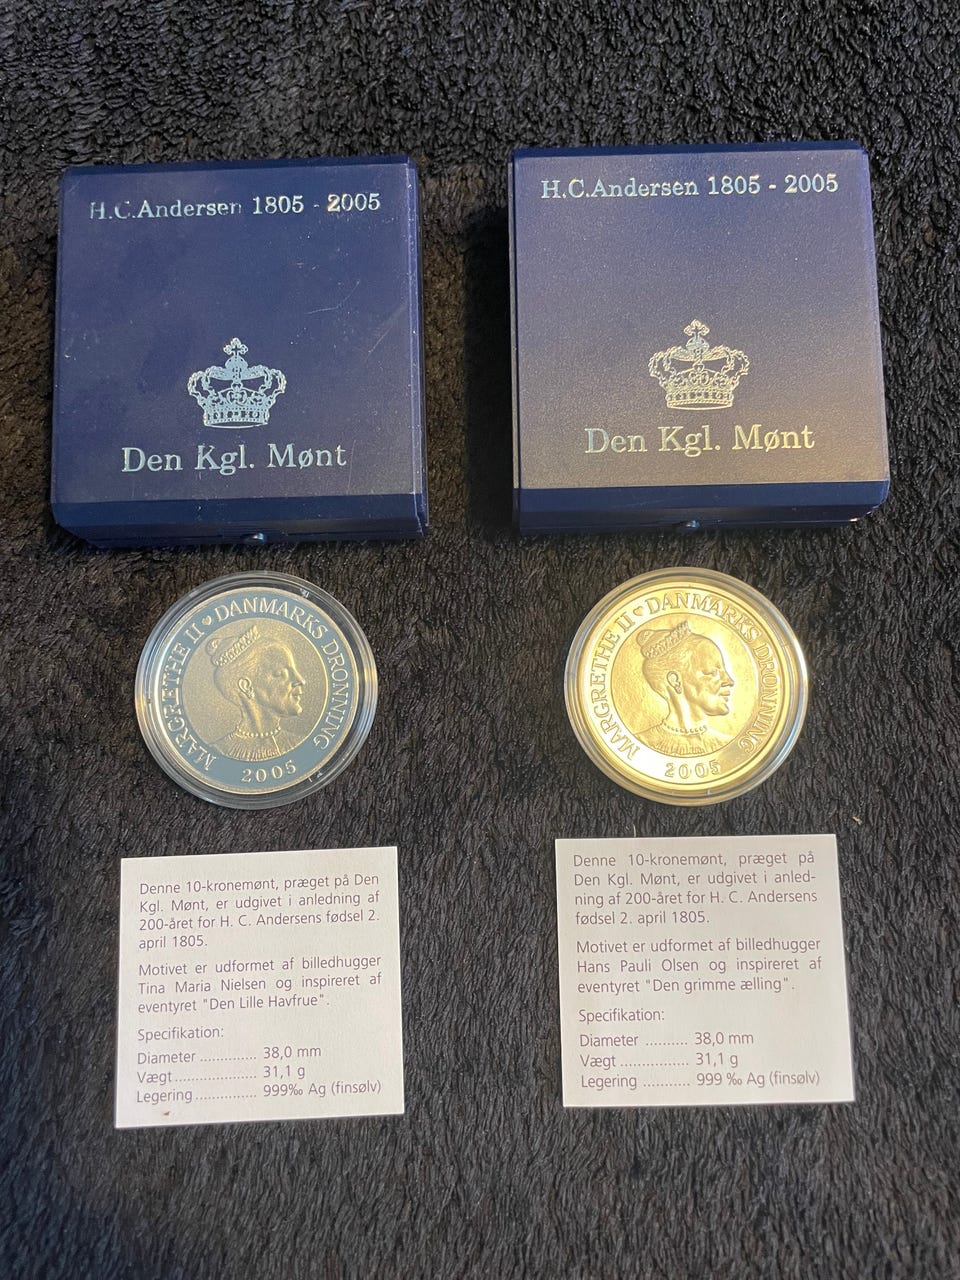 H.C.Andersen 1805 - 2005
Den Kgl. Mønt
H.C.Andersen 1805 - 2005
Den Kgl. Mønt
MARGRETHE II ♥ DANMARKS DRONNING
2005
MARGRETHE II ♥ DANMARKS DRONNING
2005
Denne 10-kronemønt, præget på Den
Kgl. Mønt, er udgivet i anledning af
200-året for H. C. Andersens fødsel 2.
april 1805.
Motivet er udformet af billedhugger
Tina Maria Nielsen og inspireret af
eventyret "Den Lille Havfrue".
Specifikation:
Diameter ............. 38,0 mm
Vægt.................... 31,1 g
Legering .............. 999‰ Ag (finsølv)
Denne 10-kronemønt, præget på
Den Kgl. Mønt, er udgivet i anled-
ning af 200-året for H. C. Andersens
fødsel 2. april 1805.
Motivet er udformet af billedhugger
Hans Pauli Olsen og inspireret af
eventyret "Den grimme ælling".
Specifikation:
Diameter .......... 38,0 mm
Vægt ................. 31,1 g
Legering ........... 999 ‰ Ag (finsølv)